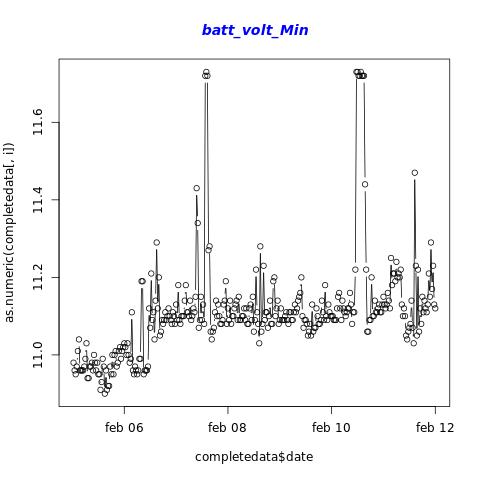 batt_volt_Min
as.numeric(completedata[, i])
11.6
11.4
11.2
11.0
feb 06
feb 08
feb 10
feb 12
completedata$date